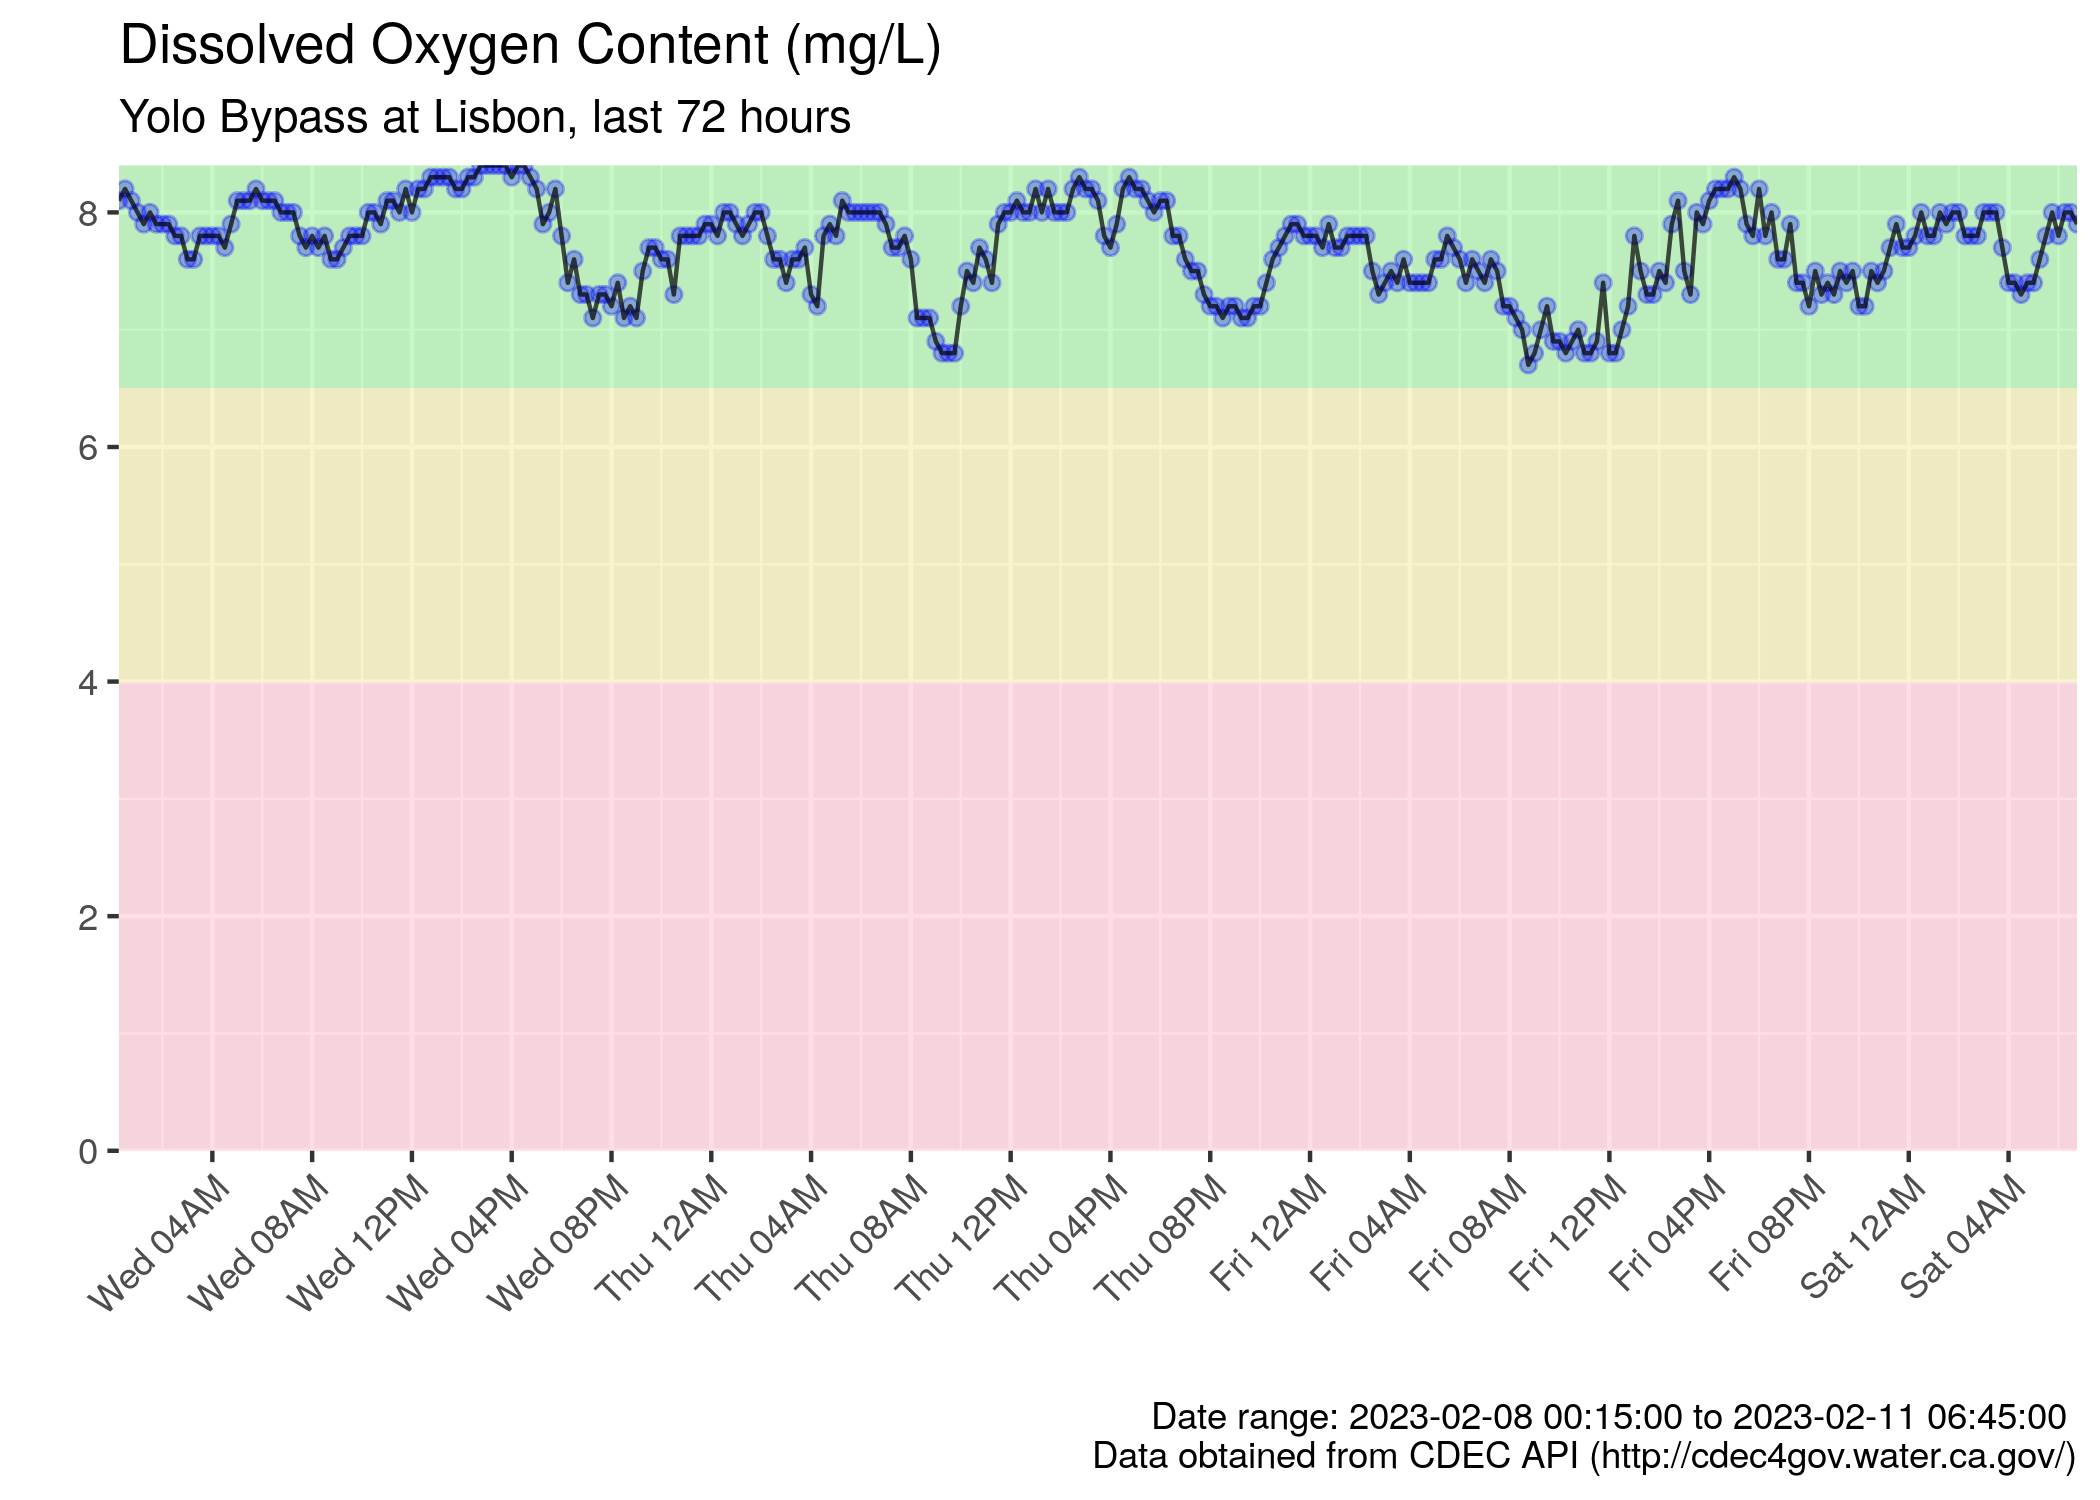 Dissolved Oxygen Content (mg/L)
Yolo Bypass at Lisbon, last 72 hours
8
6
4
2
0
Wed 04AM
Wed 08AM
Wed 12PM
Wed 04PM
Wed 08PM
Thu 12AM
Thu 04AM
Thu 08AM
Thu 12PM
Thu 04PM
Thu 08PM
Fri 12AM
Fri 04AM
Fri 08AM
Fri 12PM
Fri 04PM
Fri 08PM
Sat 12AM
Sat 04AM
Date range: 2023-02-08 00:15:00 to 2023-02-11 06:45:00
Data obtained from CDEC API (http://cdec4gov.water.ca.gov/)